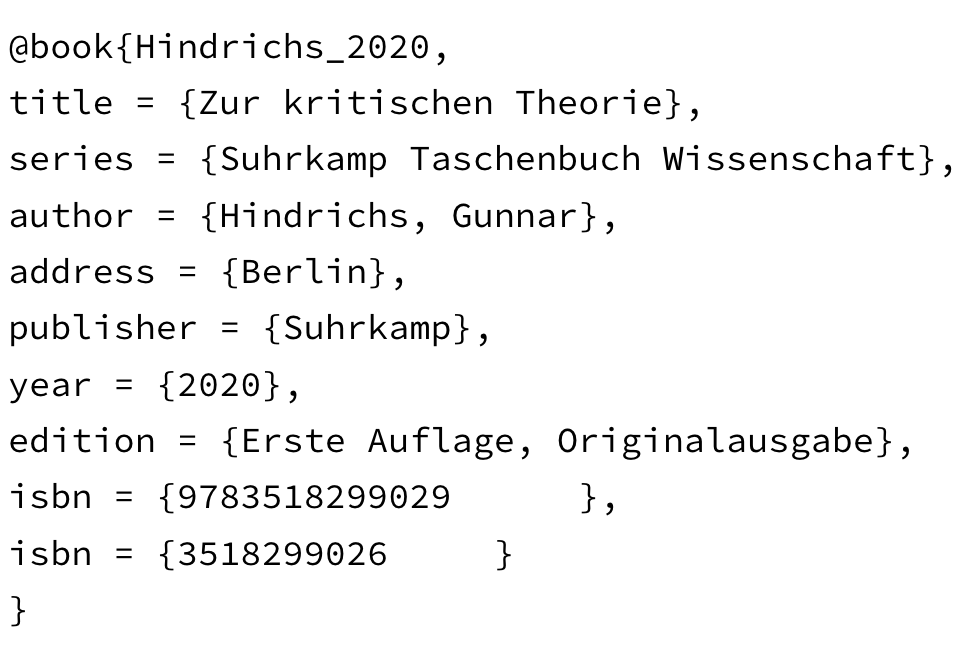 @book{Hindrichs_2020,
title = {Zur kritischen Theorie},
series = {Suhrkamp Taschenbuch Wissenschaft},
author = {Hindrichs, Gunnar},
address = {Berlin},
publisher = {Suhrkamp},
year = {2020},
edition = {Erste Auflage, Originalausgabe},
isbn = {9783518299029      },
isbn = {3518299026     }
}